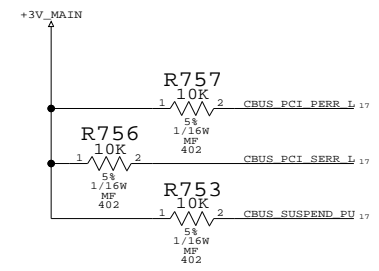 +3V_MAIN
R757
10K
1 2 CBUS_PCI_PERR_L 17
5%
1/16W
MF
402
R756
10K
1 2 CBUS_PCI_SERR_L 17
5%
1/16W
MF
402
R753
10K
1 2 CBUS_SUSPEND_PU 17
5%
1/16W
MF
402